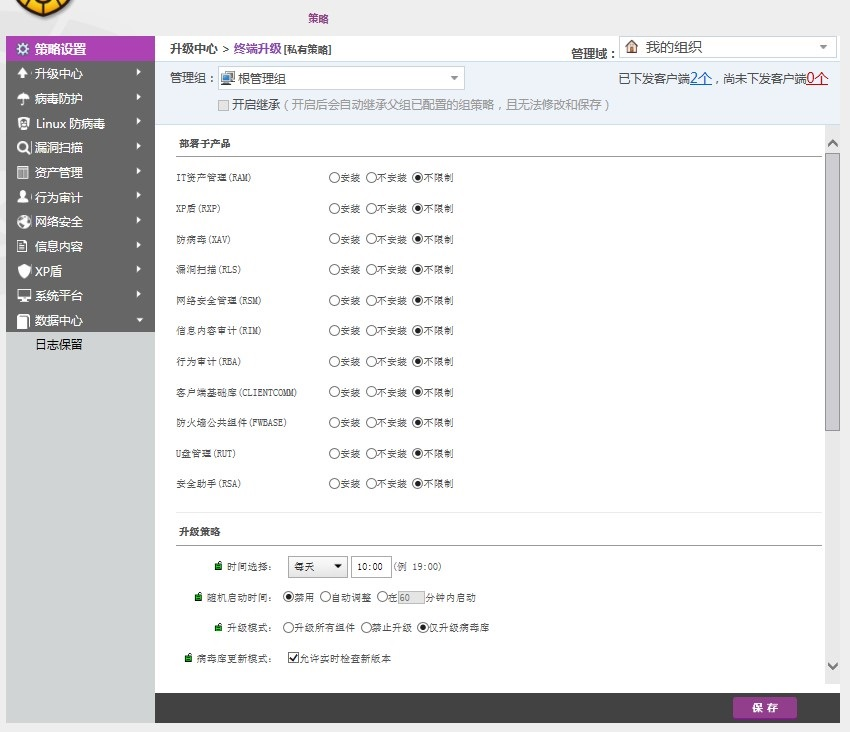 策略
策略设置
升级中心
病毒防护
Linux 防病毒
漏洞扫描
资产管理
行为审计
网络安全
信息内容
XP盾
系统平台
数据中心
日志保留
升级中心 > 终端升级 [私有策略]
管理域： 我的组织
管理组： 根管理组
已下发客户端2个，尚未下发客户端0个
开启继承（开启后会自动继承父组已配置的组策略，且无法修改和保存）
部署子产品
IT资产管理(RAM) 安装 不安装 不限制
XP盾(RXP) 安装 不安装 不限制
防病毒(XAV) 安装 不安装 不限制
漏洞扫描(RLS) 安装 不安装 不限制
网络安全管理(RSM) 安装 不安装 不限制
信息内容审计(RIM) 安装 不安装 不限制
行为审计(RBA) 安装 不安装 不限制
客户端基础库(CLIENTCOMM) 安装 不安装 不限制
防火墙公共组件(FWBASE) 安装 不安装 不限制
U盘管理(RUT) 安装 不安装 不限制
安全助手(RSA) 安装 不安装 不限制
升级策略
时间选择： 每天 10:00 (例 19:00)
随机启动时间： 禁用 自动调整 在60分钟内启动
升级模式： 升级所有组件 禁止升级 仅升级病毒库
病毒库更新模式： 允许实时检查新版本
保存